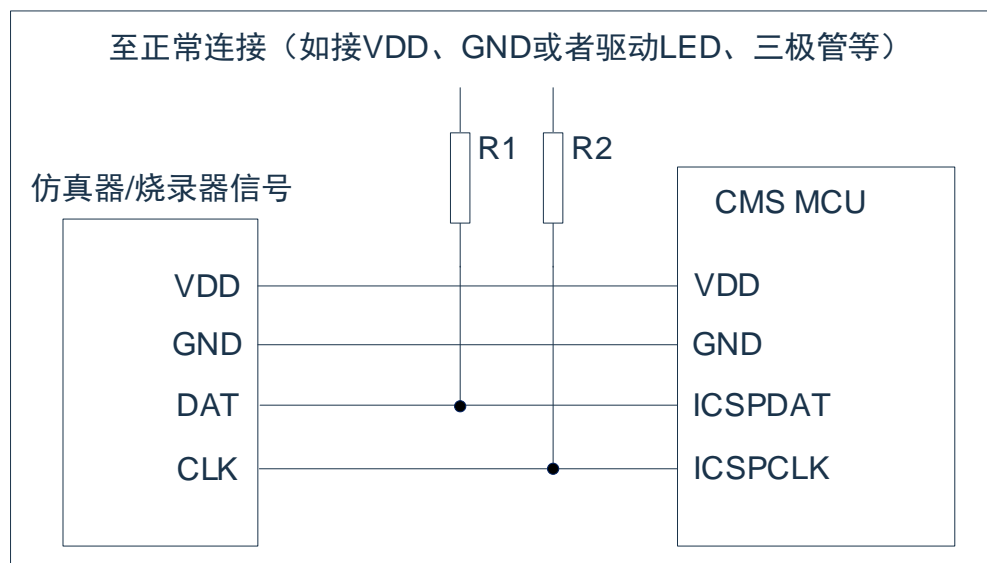 至正常连接（如接VDD、GND或者驱动LED、三极管等）
R1
R2
仿真器/烧录器信号
CMS MCU
VDD
VDD
GND
GND
DAT
ICSPDAT
CLK
ICSPCLK